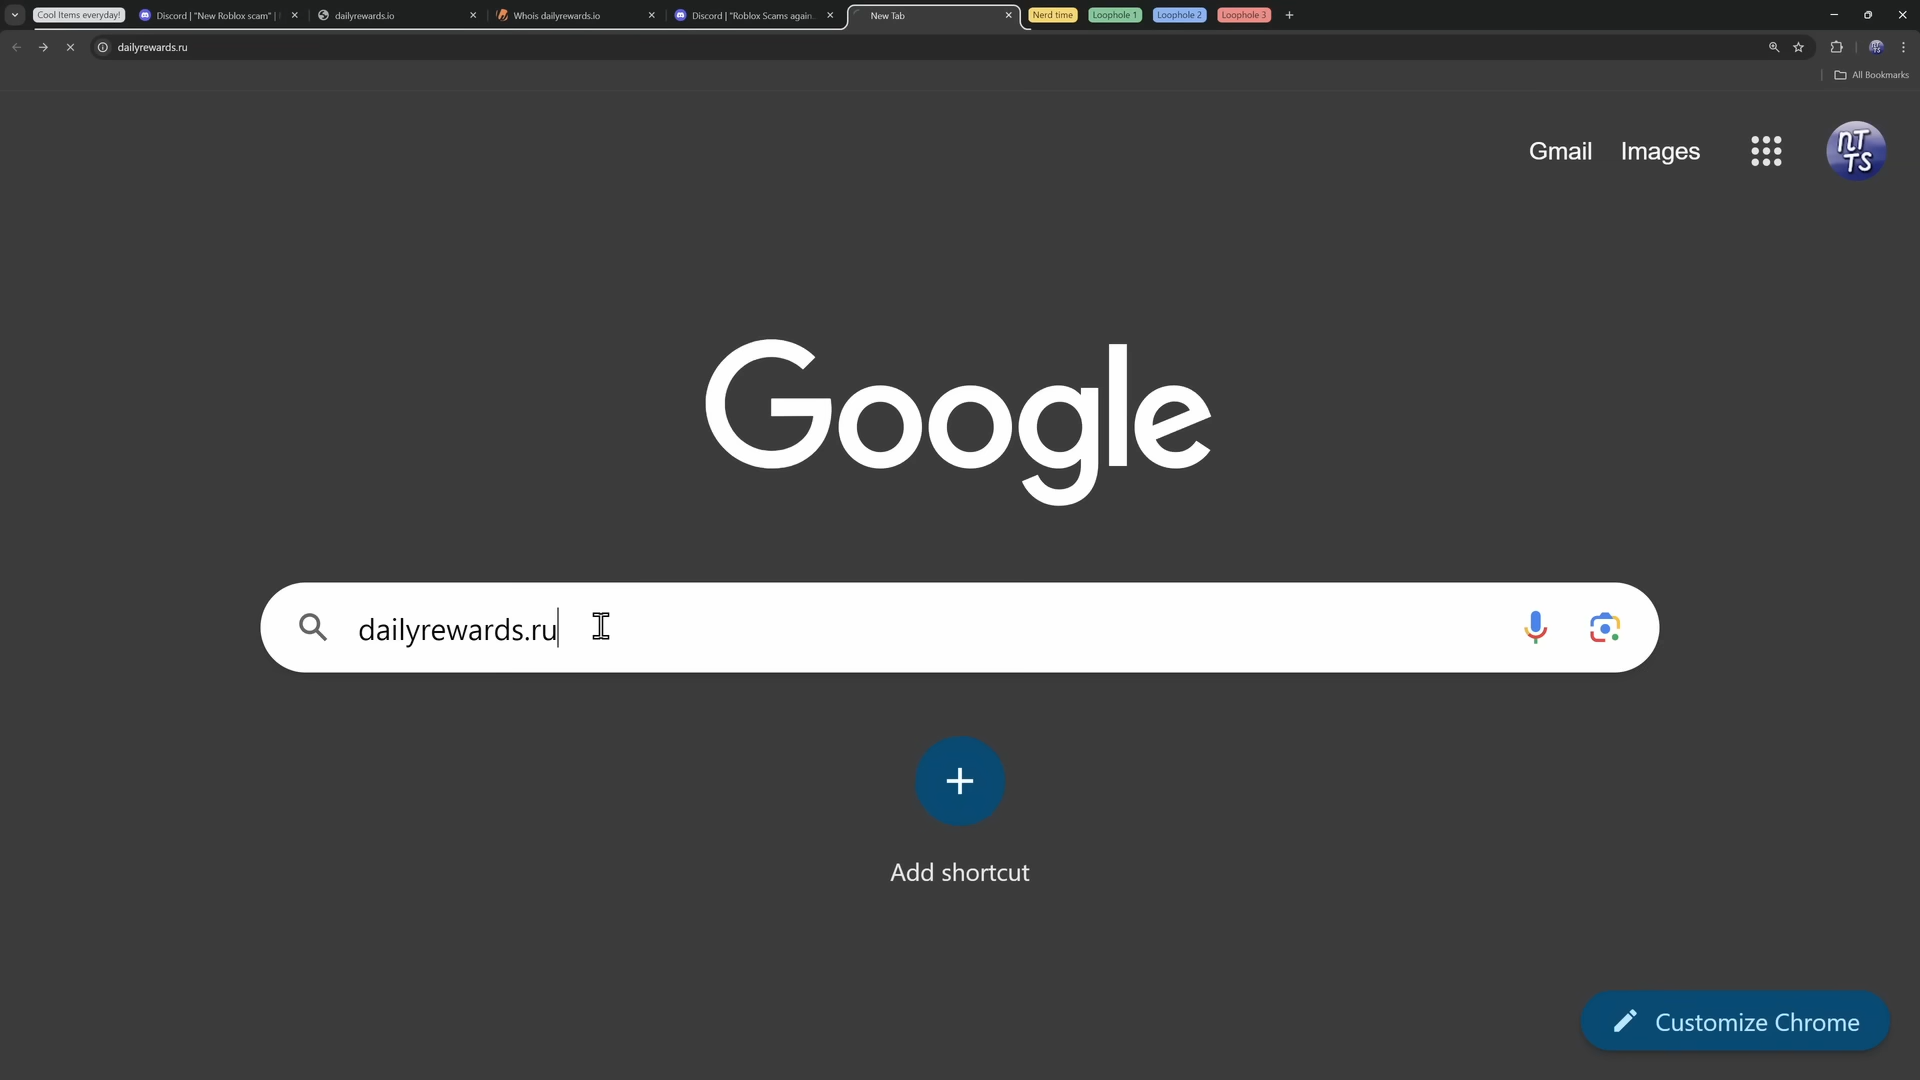 Cool items everyday!
Discord | "New Roblox scam" |
dailyrewards.io
Whois dailyrewards.io
Discord | "Roblox Scams again.
New Tab
Nerd time
Loophole 1
Loophole 2
Loophole 3
dailyrewards.ru
All Bookmarks
Gmail
Images
nT
TS
Google
dailyrewards.ru
Add shortcut
Customize Chrome